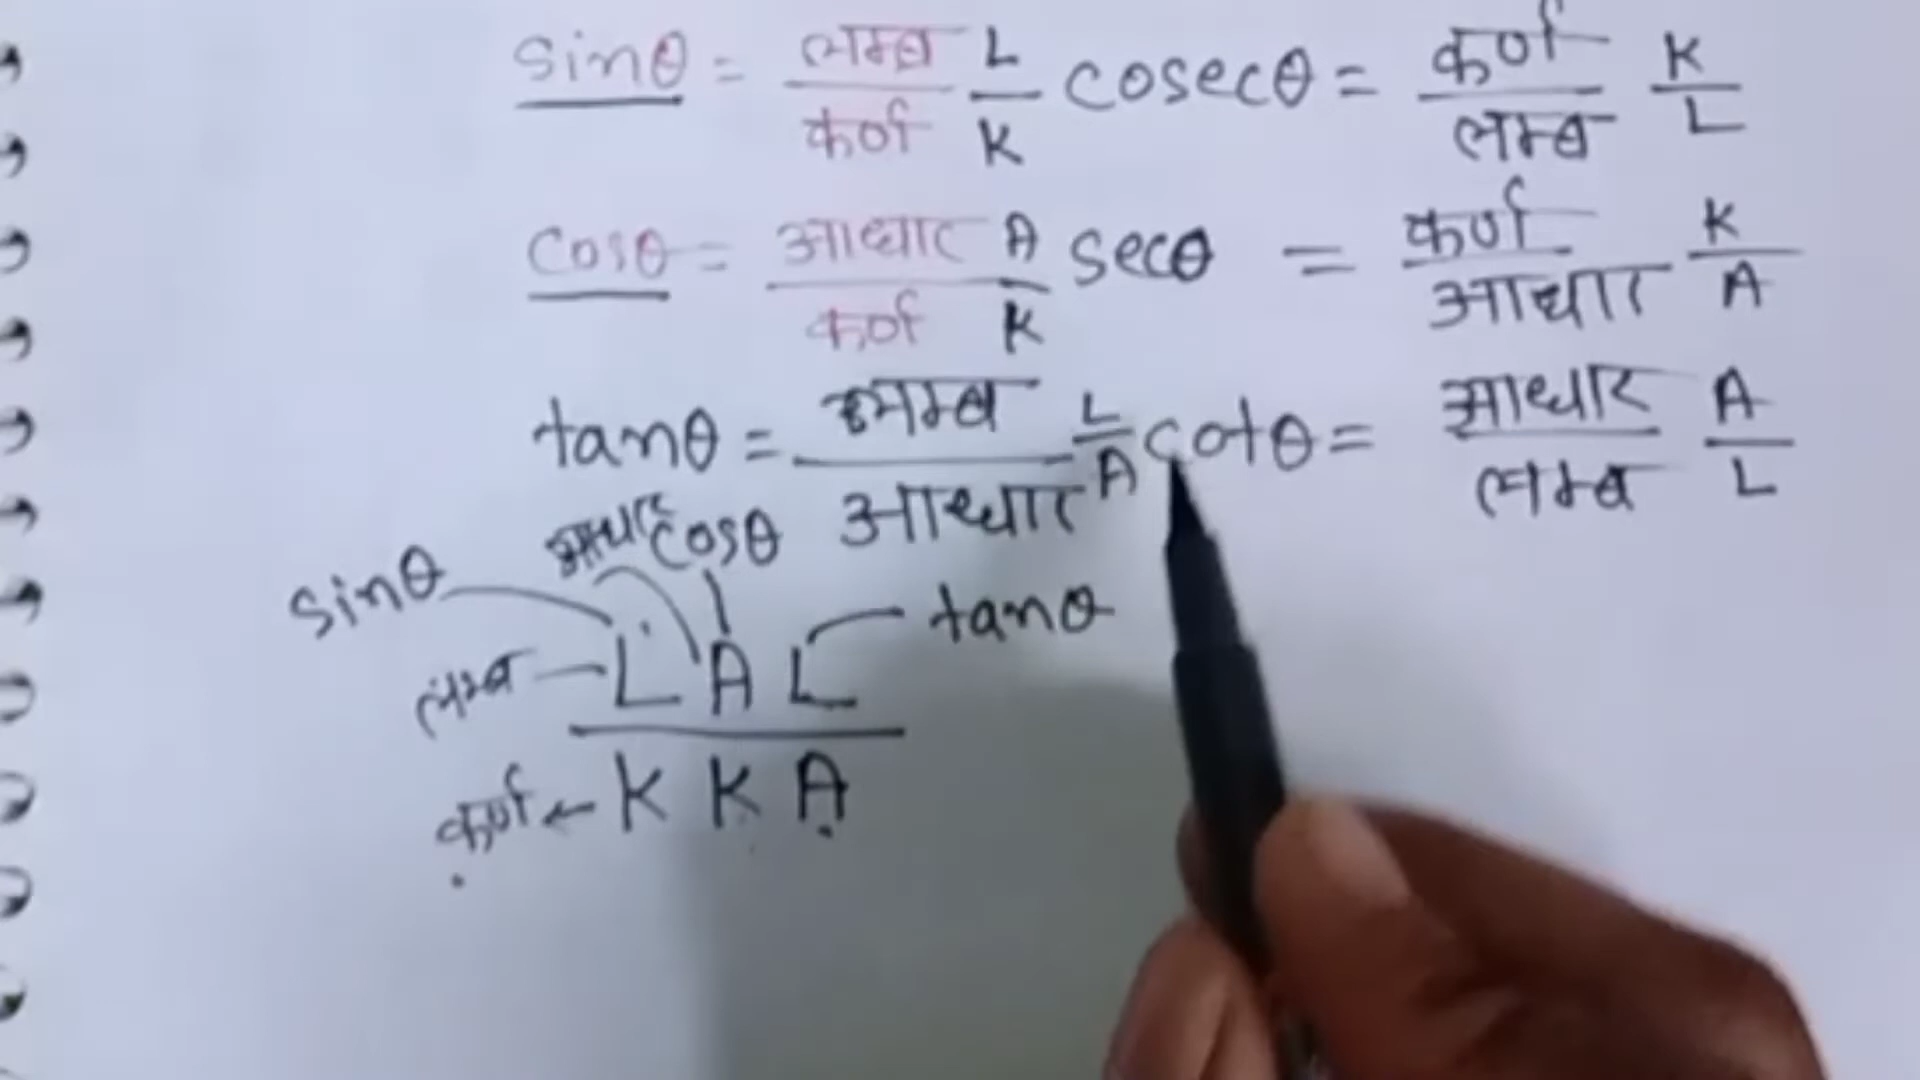 sinθ = लम्ब L cosecθ = कर्ण K
कर्ण K लम्ब L
cosθ = आधार A secθ = कर्ण K
कर्ण K आधार A
tanθ = लम्ब L cotθ = आधार A
आधार A लम्ब L
sinθ आधार cosθ
tanθ
लम्ब L A L
कर्ण ← K K A